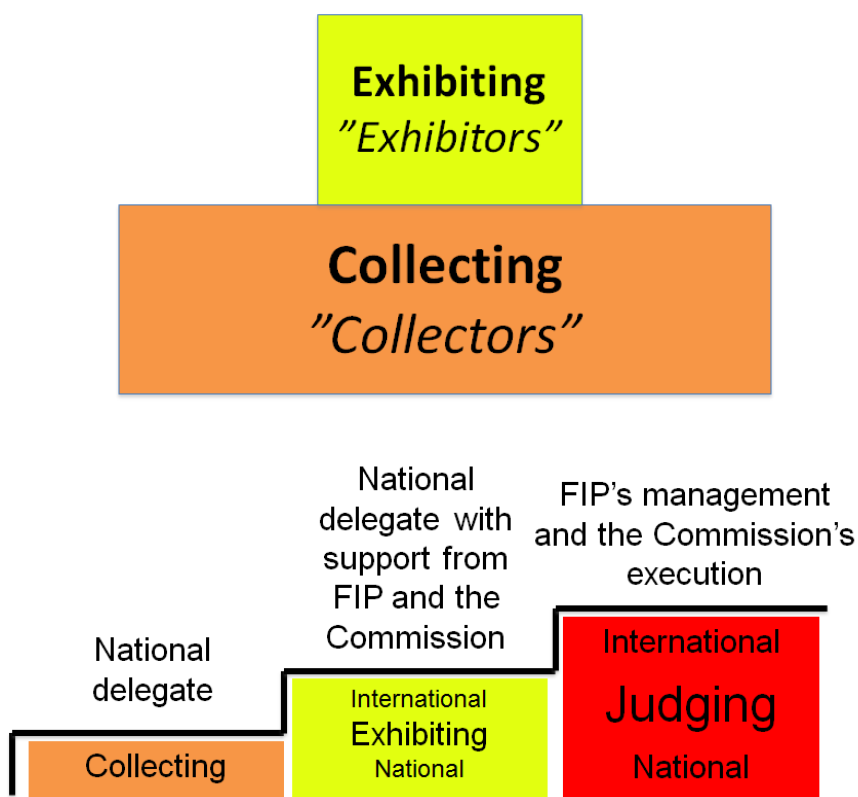 Exhibiting
”Exhibitors”
Collecting
”Collectors”
National
delegate
Collecting
National
delegate with
support from
FIP and the
Commission
International
Exhibiting
National
FIP’s management
and the Commission’s
execution
International
Judging
National